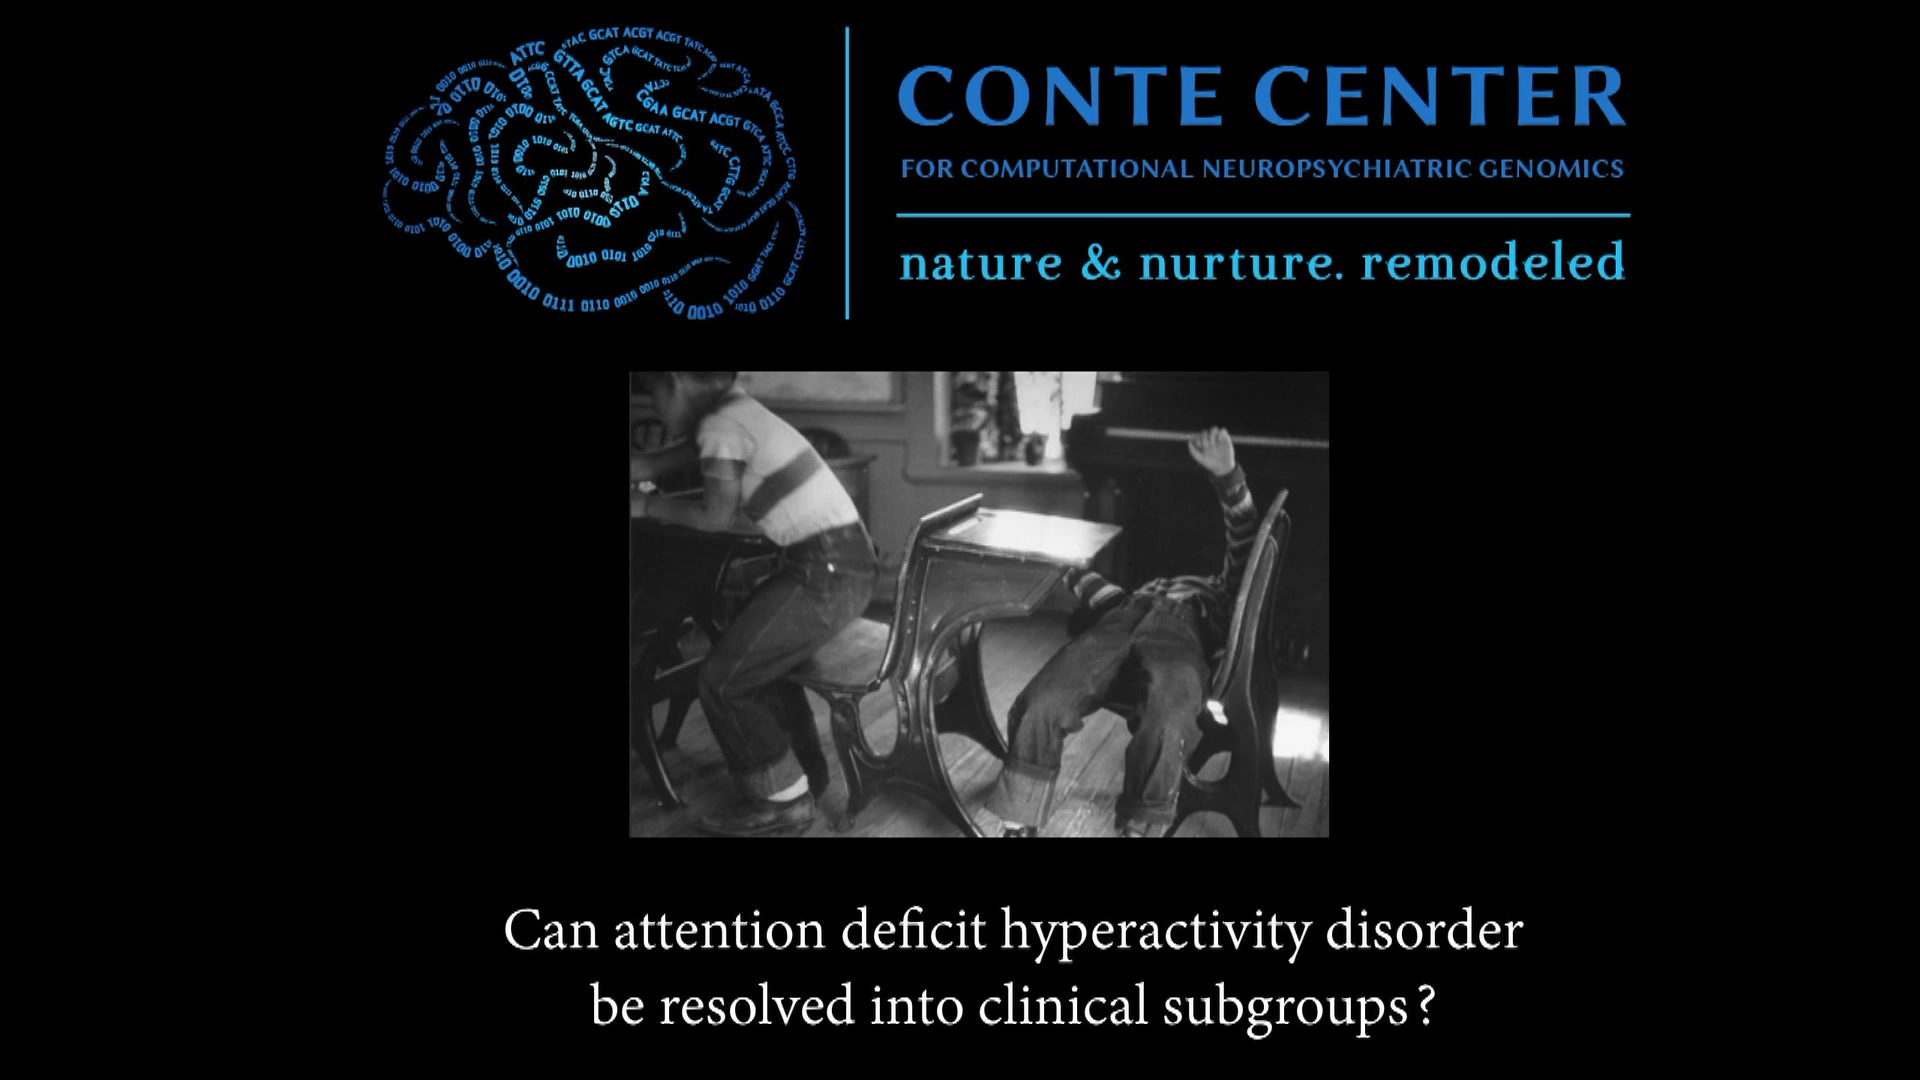 CONTE CENTER
FOR COMPUTATIONAL NEUROPSYCHIATRIC GENOMICS
nature & nurture. remodeled
Can attention deficit hyperactivity disorder
be resolved into clinical subgroups?